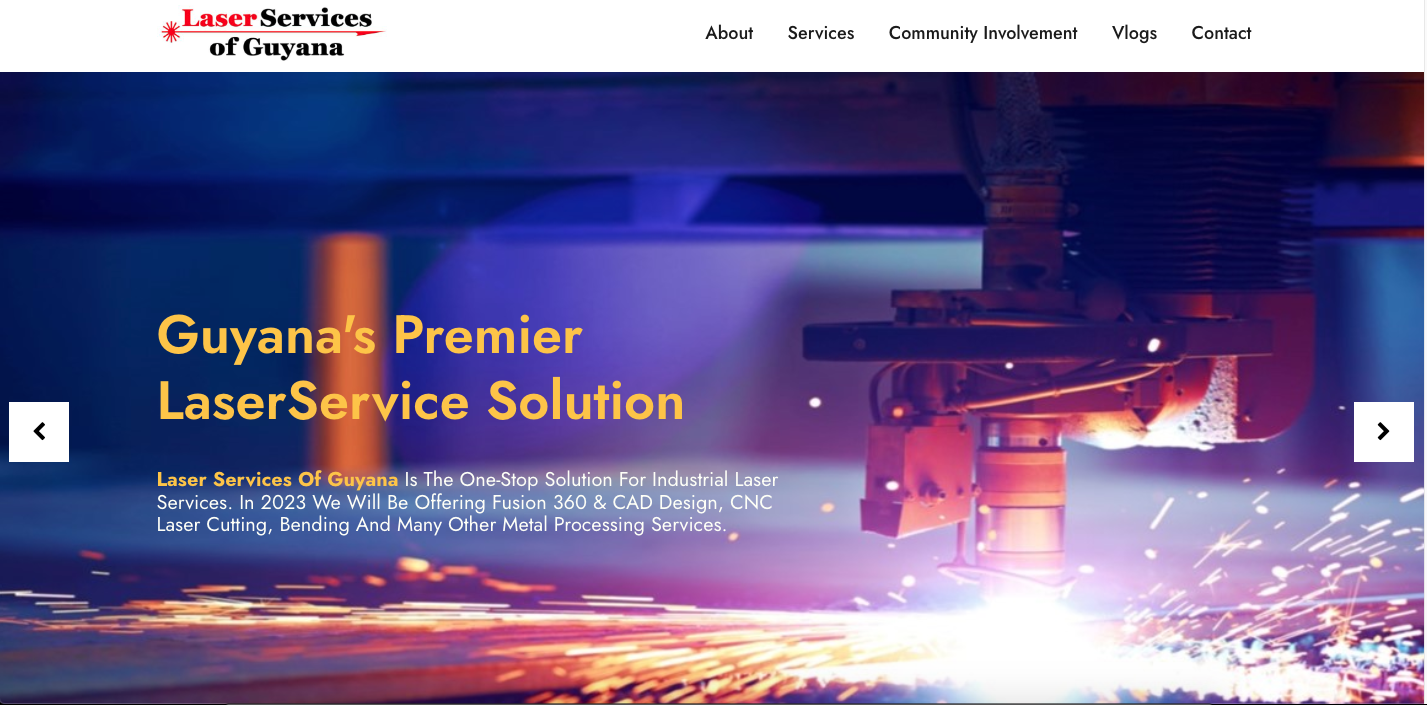 Laser Services
of Guyana
About Services Community Involvement Vlogs Contact
Guyana's Premier
LaserService Solution
Laser Services Of Guyana Is The One-Stop Solution For Industrial Laser
Services. In 2023 We Will Be Offering Fusion 360 & CAD Design, CNC
Laser Cutting, Bending And Many Other Metal Processing Services.